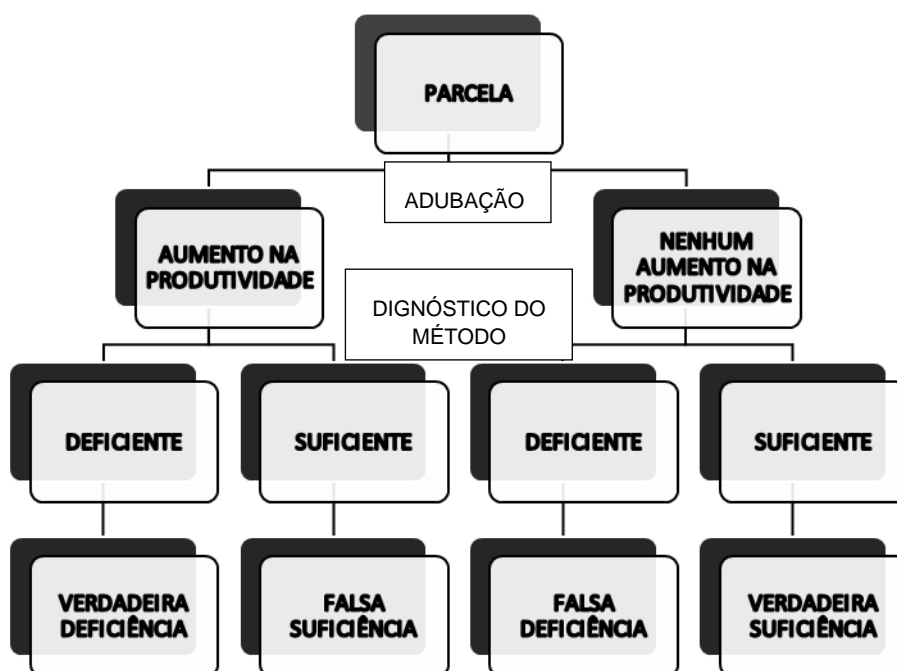 PARCELA
ADUBAÇÃO
AUMENTO NA
PRODUTIVIDADE
NENHUM
AUMENTO NA
PRODUTIVIDADE
DIGNÓSTICO DO
MÉTODO
DEFICIENTE
SUFICIENTE
DEFICIENTE
SUFICIENTE
VERDADEIRA
DEFICIÊNCIA
FALSA
SUFICIÊNCIA
FALSA
DEFICIÊNCIA
VERDADEIRA
SUFICIÊNCIA